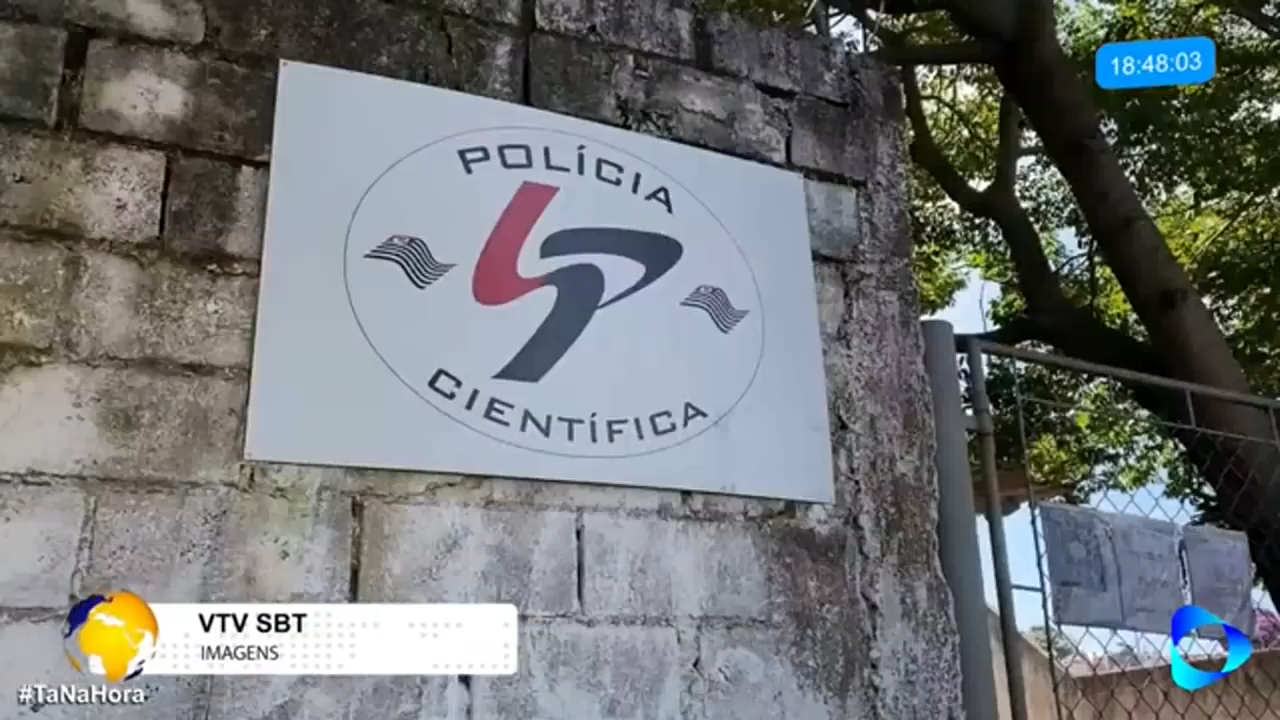 18:48:03
POLÍCIA
CIENTÍFICA
VTV SBT
IMAGENS
#TaNaHora